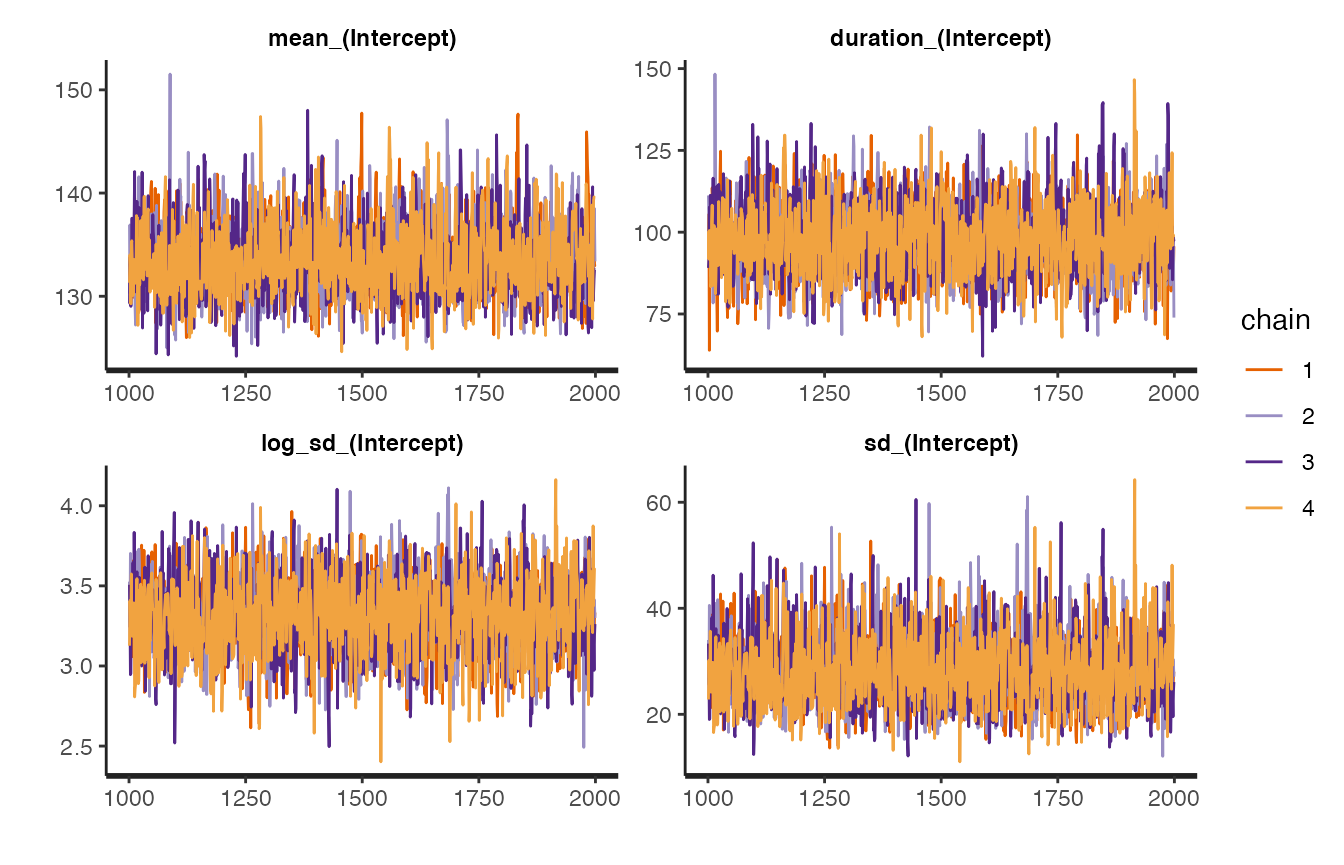 mean_(Intercept)
150
140
130
1000 1250 1500 1750 2000
duration_(Intercept)
150
125
100
75
1000 1250 1500 1750 2000
log_sd_(Intercept)
4.0
3.5
3.0
2.5
1000 1250 1500 1750 2000
sd_(Intercept)
60
40
20
1000 1250 1500 1750 2000
chain
1
2
3
4